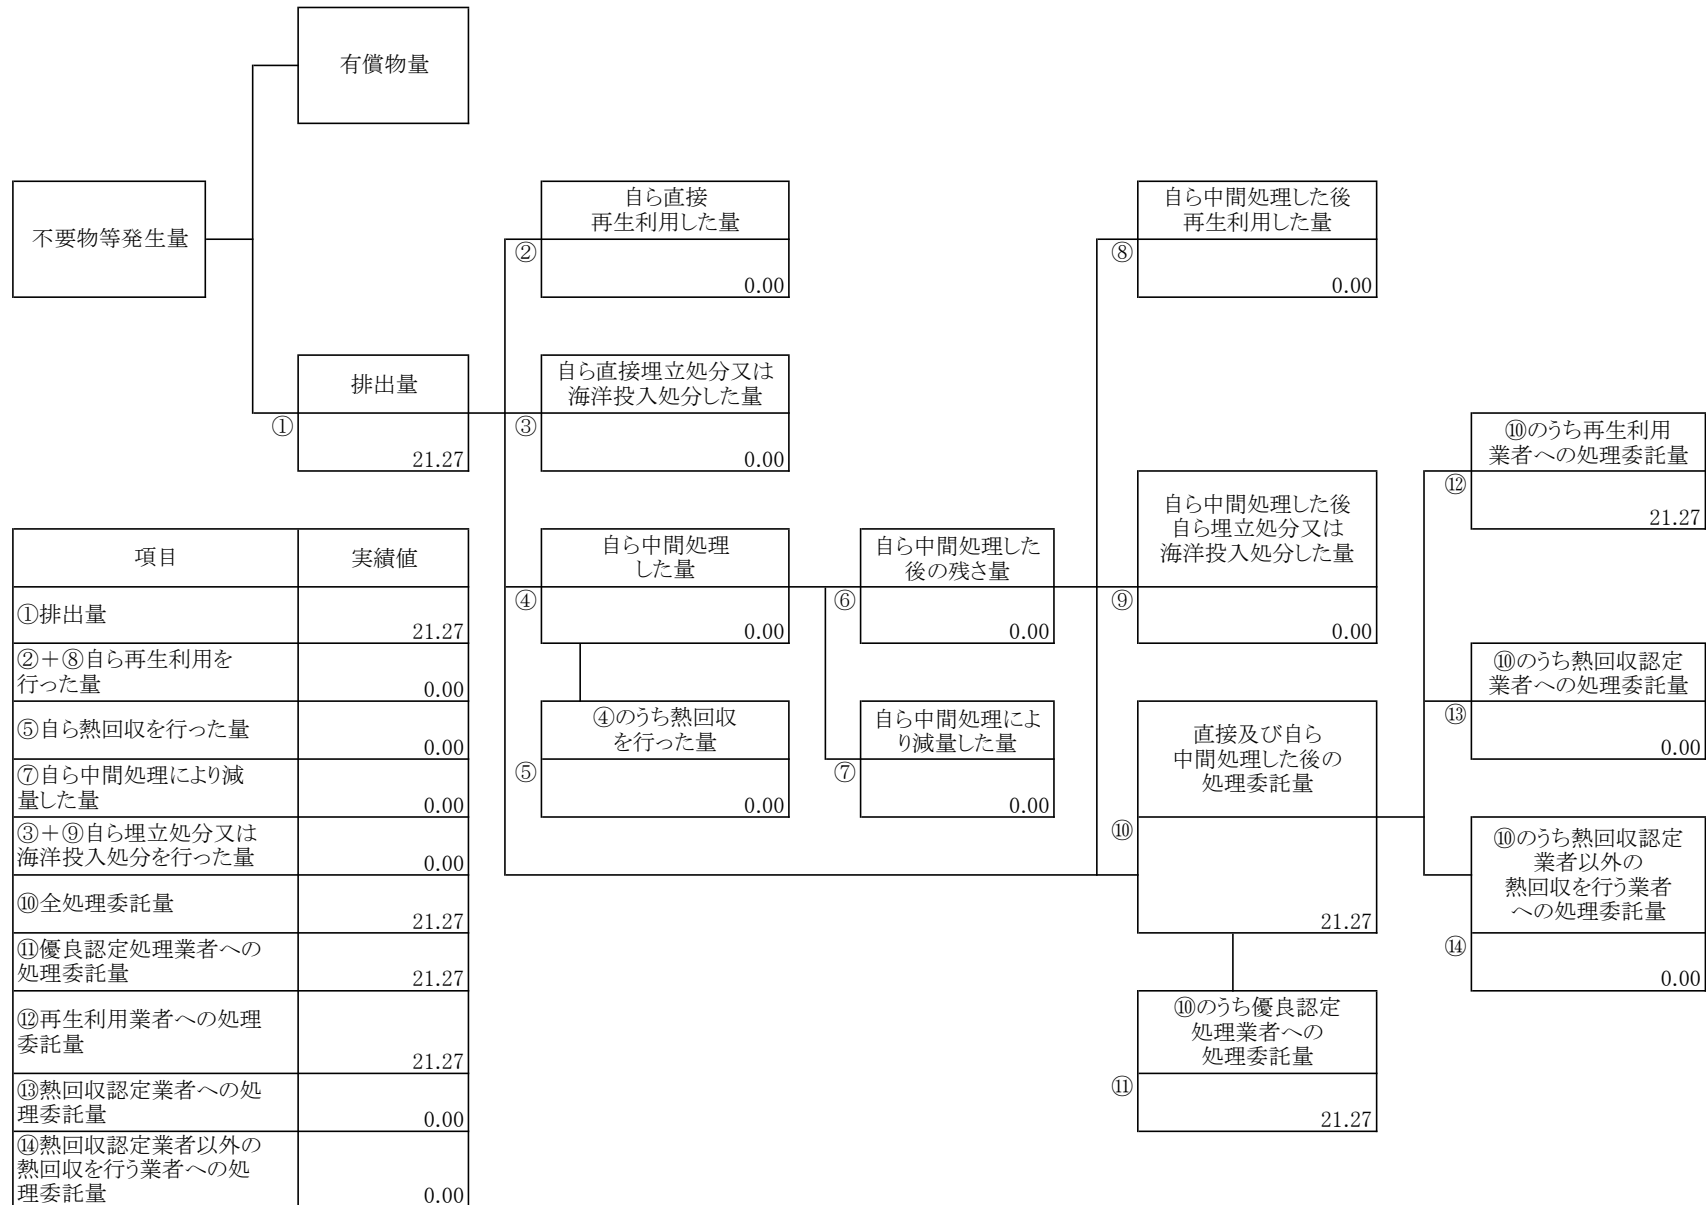 有償物量
不要物等発生量
自ら直接
再生利用した量
②
0.00
自ら中間処理した後
再生利用した量
⑧
0.00
排出量
①
21.27
自ら直接埋立処分又は
海洋投入処分した量
③
0.00
⑩のうち再生利用
業者への処理委託量
⑫
21.27
自ら中間処理した後
自ら埋立処分又は
海洋投入処分した量
⑨
0.00
自ら中間処理
した量
④
0.00
自ら中間処理した
後の残さ量
⑥
0.00
⑩のうち熱回収認定
業者への処理委託量
⑬
0.00
④のうち熱回収
を行った量
⑤
0.00
自ら中間処理によ
り減量した量
⑦
0.00
直接及び自ら
中間処理した後の
処理委託量
⑩
21.27
⑩のうち熱回収認定
業者以外の
熱回収を行う業者
への処理委託量
⑭
0.00
⑩のうち優良認定
処理業者への
処理委託量
⑪
21.27
項目 実績値
①排出量
21.27
②＋⑧自ら再生利用を
行った量 0.00
⑤自ら熱回収を行った量
0.00
⑦自ら中間処理により減
量した量 0.00
③＋⑨自ら埋立処分又は
海洋投入処分を行った量 0.00
⑩全処理委託量
21.27
⑪優良認定処理業者への
処理委託量 21.27
⑫再生利用業者への処理
委託量
21.27
⑬熱回収認定業者への処
理委託量 0.00
⑭熱回収認定業者以外の
熱回収を行う業者への処
理委託量 0.00